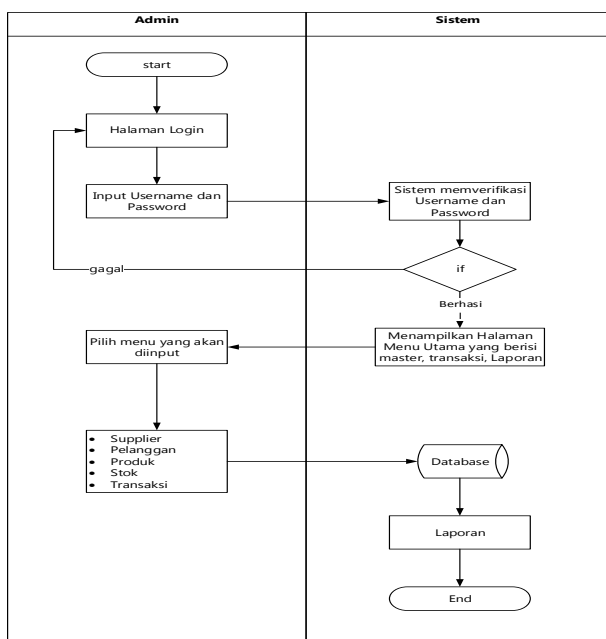 Admin
Sistem
start
Halaman Login
Input Username dan
Password
Sistem memverifikasi
Username dan
Password
if
gagal
Berhasi
Menampilkan Halaman
Menu Utama yang berisi
master, transaksi, Laporan
Pilih menu yang akan
diinput
• Supplier
• Pelanggan
• Produk
• Stok
• Transaksi
Database
Laporan
End